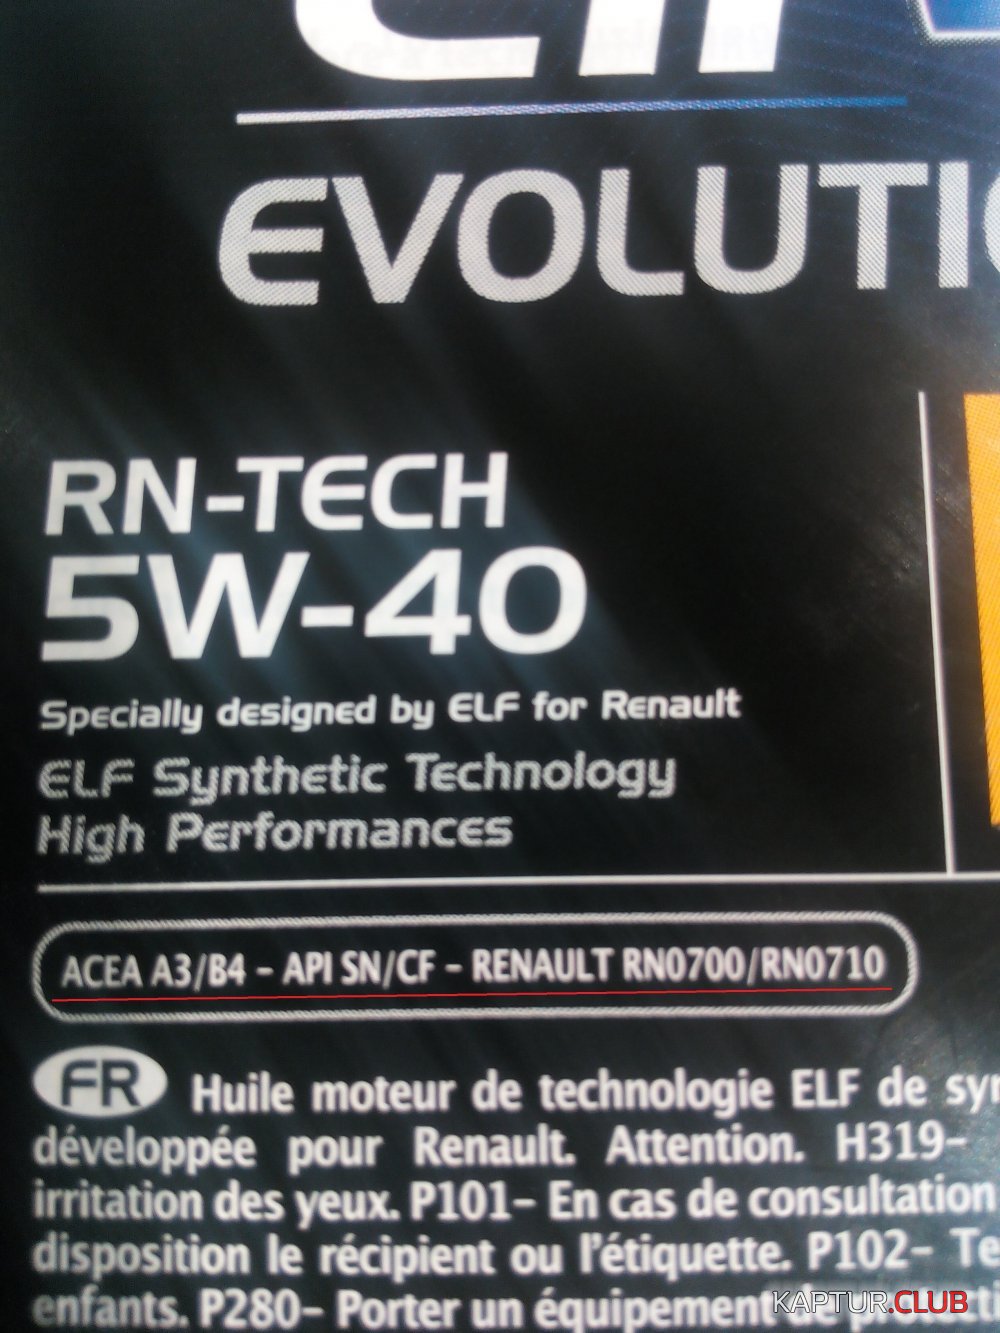 elf
EVOLUTIO
RN-TECH
5W-40
Specially designed by ELF for Renault
ELF Synthetic Technology
High Performances
ACEA A3/B4 - API SN/CF - RENAULT RN0700/RN0710
FR Huile moteur de technologie ELF de syn
développée pour Renault. Attention. H319-
irritation des yeux. P101- En cas de consultation
disposition le récipient ou l'étiquette. P102- Te
enfants. P280- Porter un équipement de protecti
KAPTUR.CLUB